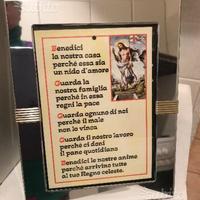 Benedici
la nostra casa
perché essa sia
un nido d'amore
Guarda la
nostra famiglia
perché in essa
regni la pace
Guarda ognuno di noi
perché il male
non lo vinca
Guarda il nostro lavoro
perché ci doni
il pane quotidiano
Benedici le nostre anime
perché arrivino tutte
al tuo Regno celeste.